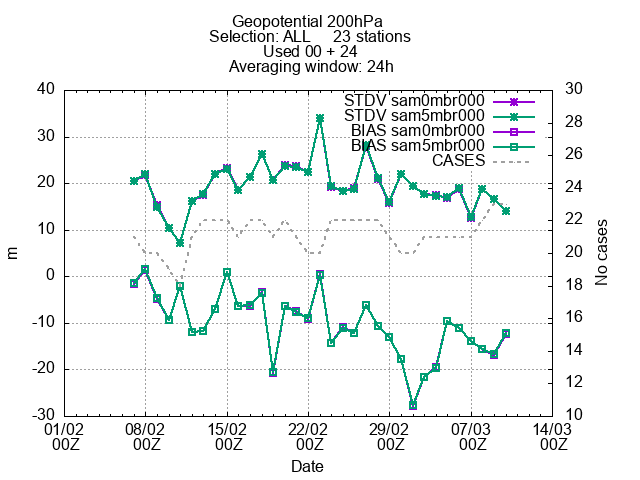 Geopotential 200hPa
Selection: ALL 23 stations
Used 00 + 24
Averaging window: 24h
STDV sam0mbr000
STDV sam5mbr000
BIAS sam0mbr000
BIAS sam5mbr000
CASES
40
30
20
10
0
-10
-20
-30
m
30
28
26
24
22
20
18
16
14
12
10
No cases
01/02 08/02 15/02 22/02 29/02 07/03 14/03
00Z 00Z 00Z 00Z 00Z 00Z 00Z
Date